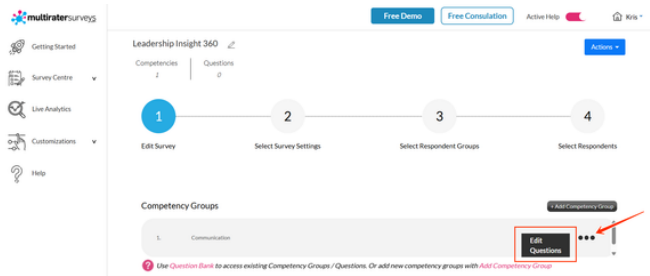 multiratersurveys
Free Demo
Free Consulation
Active Help
Kris
Getting Started
Leadership Insight 360
Actions
Competencies
Questions
1
0
Survey Centre
Live Analytics
1
2
3
4
Customizations
Edit Survey
Select Survey Settings
Select Respondent Groups
Select Respondents
Help
Competency Groups
+ Add Competency Group
1.
Communication
Edit
Questions
? Use Question Bank to access existing Competency Groups / Questions. Or add new competency groups with Add Competency Group